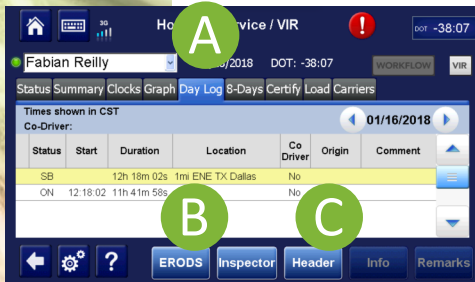 3G Ho A rvice / VIR ! DOT -38:07
Fabian Reilly /2018 DOT: -38:07 WORKFLOW VIR
Status Summary Clocks Graph Day Log 8-Days Certify Load Carriers
Times shown in CST
Co-Driver: 01/16/2018
Status Start Duration Location Co Driver Origin Comment
SB 12h 18m 02s 1mi ENE TX Dallas No
ON 12:18:02 11h 41m 58s No
B C
? ERODS Inspector Header Info Remarks